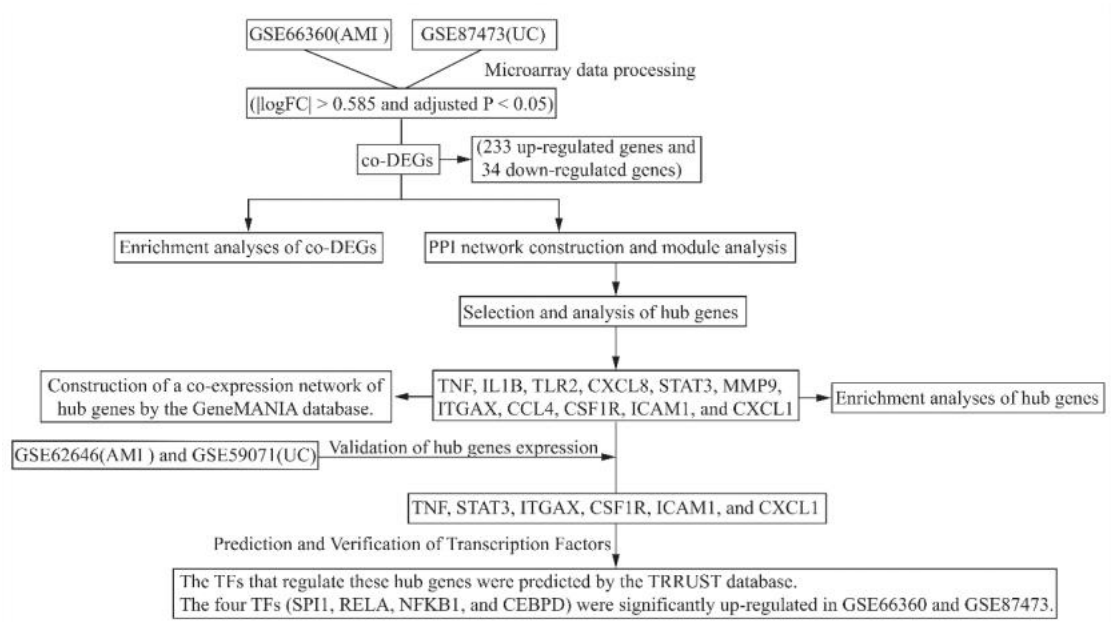 GSE66360(AMI )
GSE87473(UC)
Microarray data processing
(|logFC| > 0.585 and adjusted P < 0.05)
co-DEGs
(233 up-regulated genes and
34 down-regulated genes)
Enrichment analyses of co-DEGs
PPI network construction and module analysis
Selection and analysis of hub genes
Construction of a co-expression network of
hub genes by the GeneMANIA database.
TNF, IL1B, TLR2, CXCL8, STAT3, MMP9,
ITGAX, CCL4, CSF1R, ICAM1, and CXCL1
Enrichment analyses of hub genes
GSE62646(AMI ) and GSE59071(UC)
Validation of hub genes expression
TNF, STAT3, ITGAX, CSF1R, ICAM1, and CXCL1
Prediction and Verification of Transcription Factors
The TFs that regulate these hub genes were predicted by the TRRUST database.
The four TFs (SPI1, RELA, NFKB1, and CEBPD) were significantly up-regulated in GSE66360 and GSE87473.